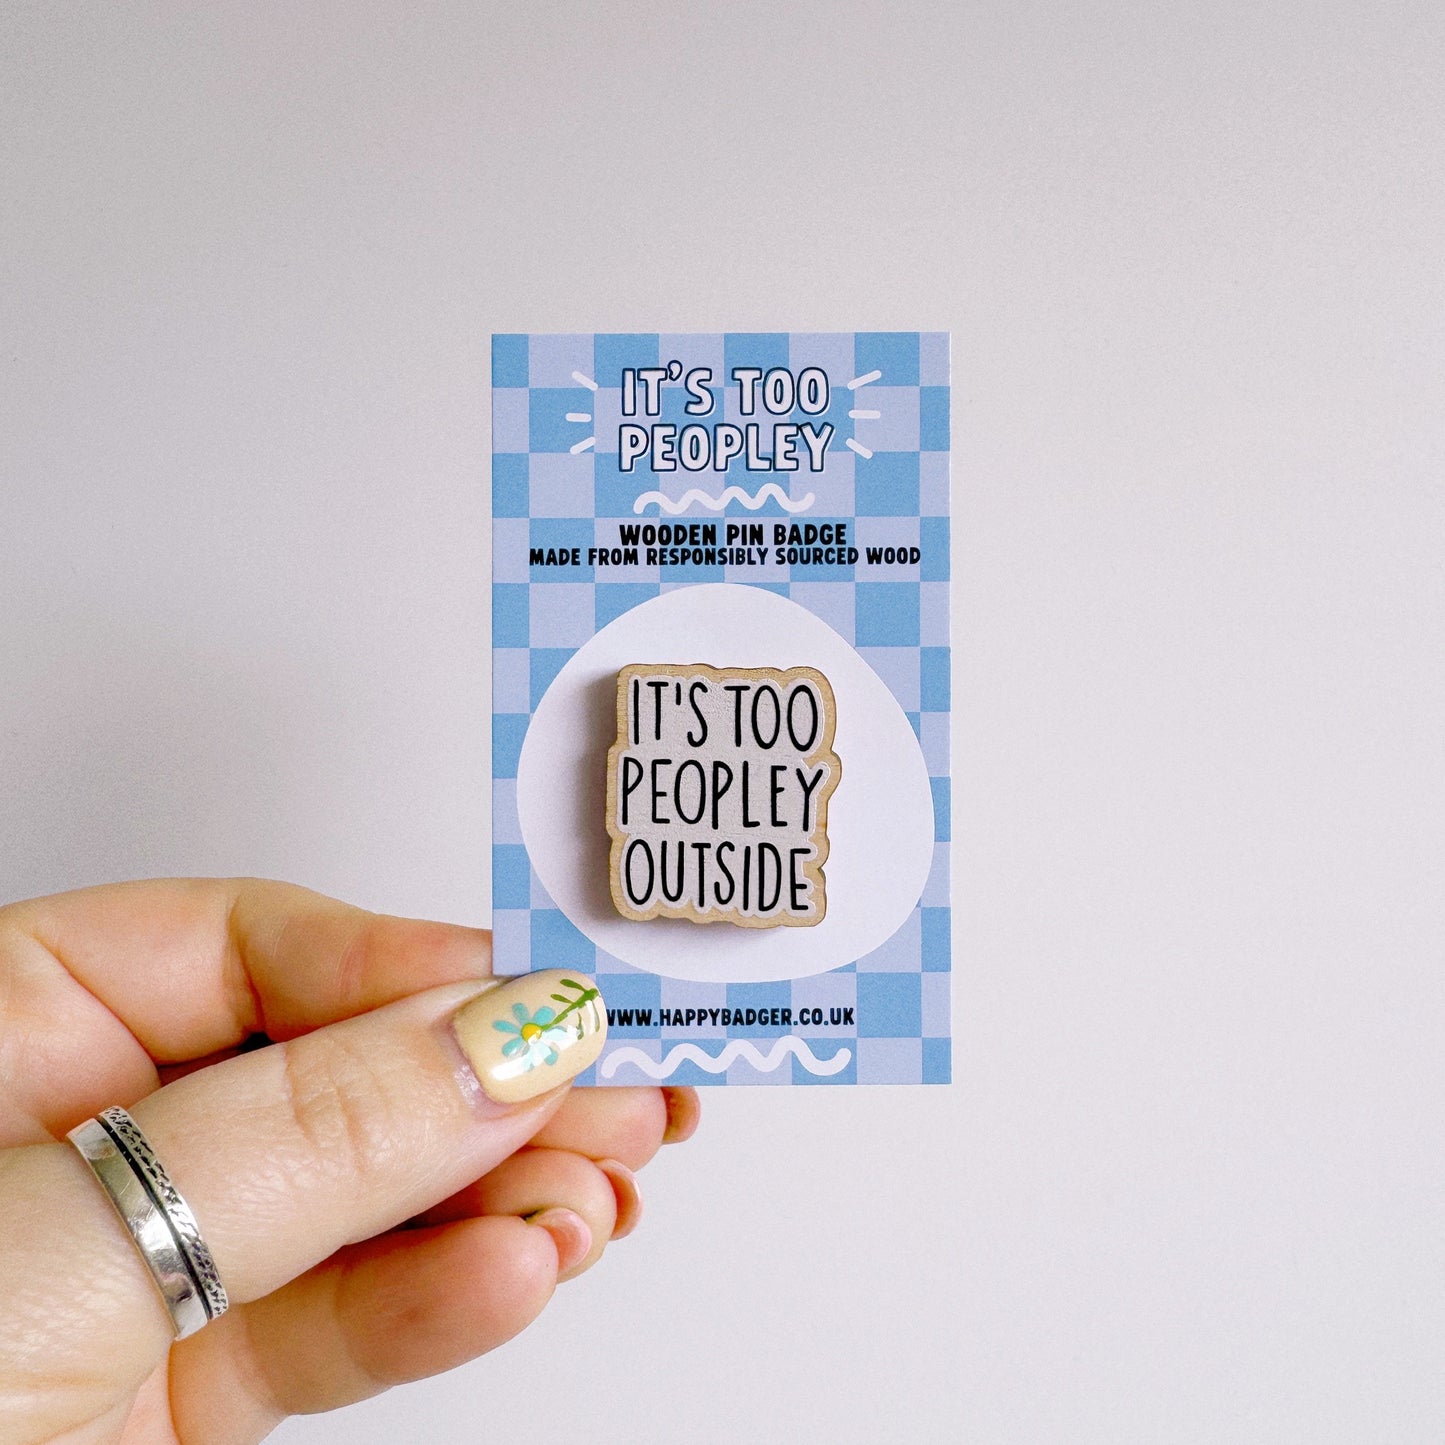 IT'S TOO
PEOPLEY
WOODEN PIN BADGE
MADE FROM RESPONSIBLY SOURCED WOOD
IT'S TOO
PEOPLEY
OUTSIDE
WWW.HAPPYBADGER.CO.UK